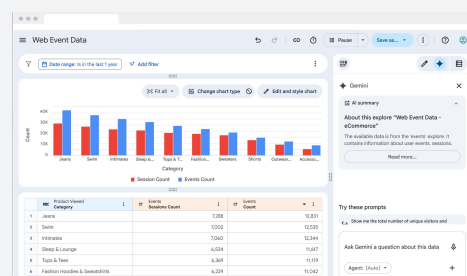 Web Event Data
Pause
Save as...
Date range: is in the last 1 year
Add filter
Fit all
Change chart type
Edit and style chart
Gemini
AI summary
About this explore "Web Event Data -
eCommerce"
The available data is from the 'events' explore. It
contains information about user events, sessions.
Read more...
40K
30K
20K
10K
0
Count
Jeans
Swim
Intimates
Sleep &...
Tops & T...
Fashion...
Sweaters
Shorts
Outerwear...
Accesso...
Session Count
Events Count
Product Viewed
Category
Events
Sessions Count
Events
Count
1 Jeans 7,288 12,831
2 Swim 7,002 12,535
3 Intimates 7,060 12,344
4 Sleep & Lounge 6,534 11,617
5 Tops & Tees 6,369 11,119
6 Fashion Hoodies & Sweatshirts 6,239 11,042
Try these prompts
Show me the total number of unique visitors and
Ask Gemini a question about this data
Agent: [Auto]